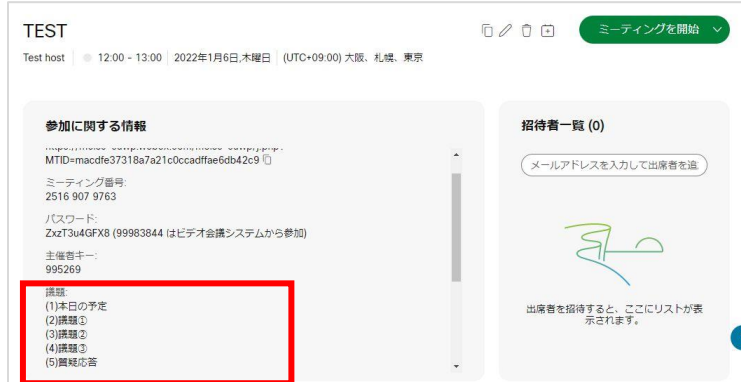 TEST
ミーティングを開始
Test host 12:00 - 13:00 2022年1月6日,木曜日 (UTC+09:00) 大阪、札幌、東京
参加に関する情報
MTID=macdfe37318a7a21c0ccadffae6db42c9
ミーティング番号:
2516 907 9763
パスワード:
ZxzT3u4GFX8 (99983844 はビデオ会議システムから参加)
主催者キー:
995269
議題:
(1)本日の予定
(2)議題①
(3)議題②
(4)議題③
(5)質疑応答
招待者一覧 (0)
メールアドレスを入力して出席者を追
出席者を招待すると、ここにリストが表
示されます。